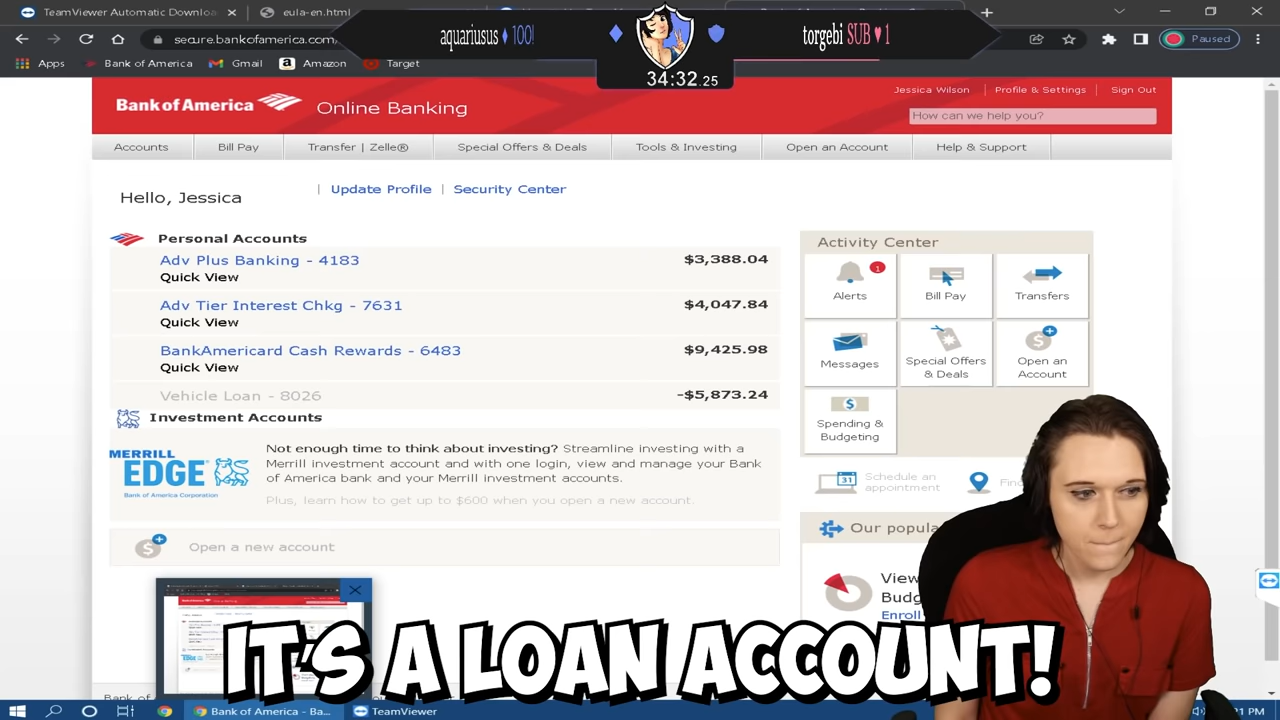 TeamViewer Automatic Downlo
eula-en.html
secure.bankofamerica.com
Paused
Apps
Bank of America
Gmail
Amazon
Target
aquariusus 100!
torgebi SUB ♥ 1
34:32.25
Bank of America
Online Banking
Jessica Wilson
Profile & Settings
Sign Out
How can we help you?
Accounts
Bill Pay
Transfer | Zelle®
Special Offers & Deals
Tools & Investing
Open an Account
Help & Support
Hello, Jessica
Update Profile
Security Center
Personal Accounts
Adv Plus Banking - 4183
$3,388.04
Quick View
Adv Tier Interest Chkg - 7631
$4,047.84
Quick View
BankAmericard Cash Rewards - 6483
$9,425.98
Quick View
Vehicle Loan - 8026
-$5,873.24
Investment Accounts
MERRILL
EDGE
Bank of America Corporation
Not enough time to think about investing? Streamline investing with a
Merrill investment account and with one login, view and manage your Bank
of America bank and your Merrill investment accounts.
Plus, learn how to get up to $600 when you open a new account.
Open a new account
Activity Center
Alerts
1
Bill Pay
Transfers
Messages
Special Offers
& Deals
Open an
Account
Spending &
Budgeting
31
Schedule an
appointment
Our popula
View
Enroll
IT'S A LOAN ACCOUNT!
Bank of
Bank of America - Ba...
TeamViewer